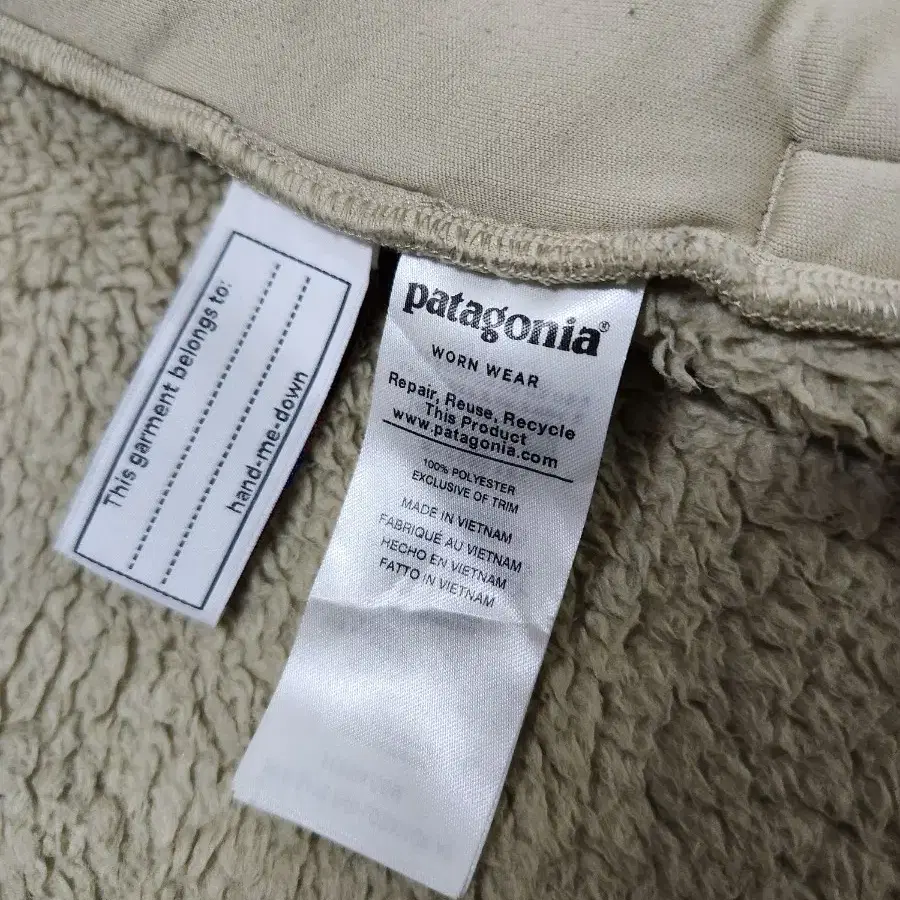 This garment belongs to:
hand-me-down
patagonia®
WORN WEAR
Repair, Reuse, Recycle
This Product
www.patagonia.com
100% POLYESTER
EXCLUSIVE OF TRIM
MADE IN VIETNAM
FABRIQUÉ AU VIETNAM
HECHO EN VIETNAM
FATTO IN VIETNAM